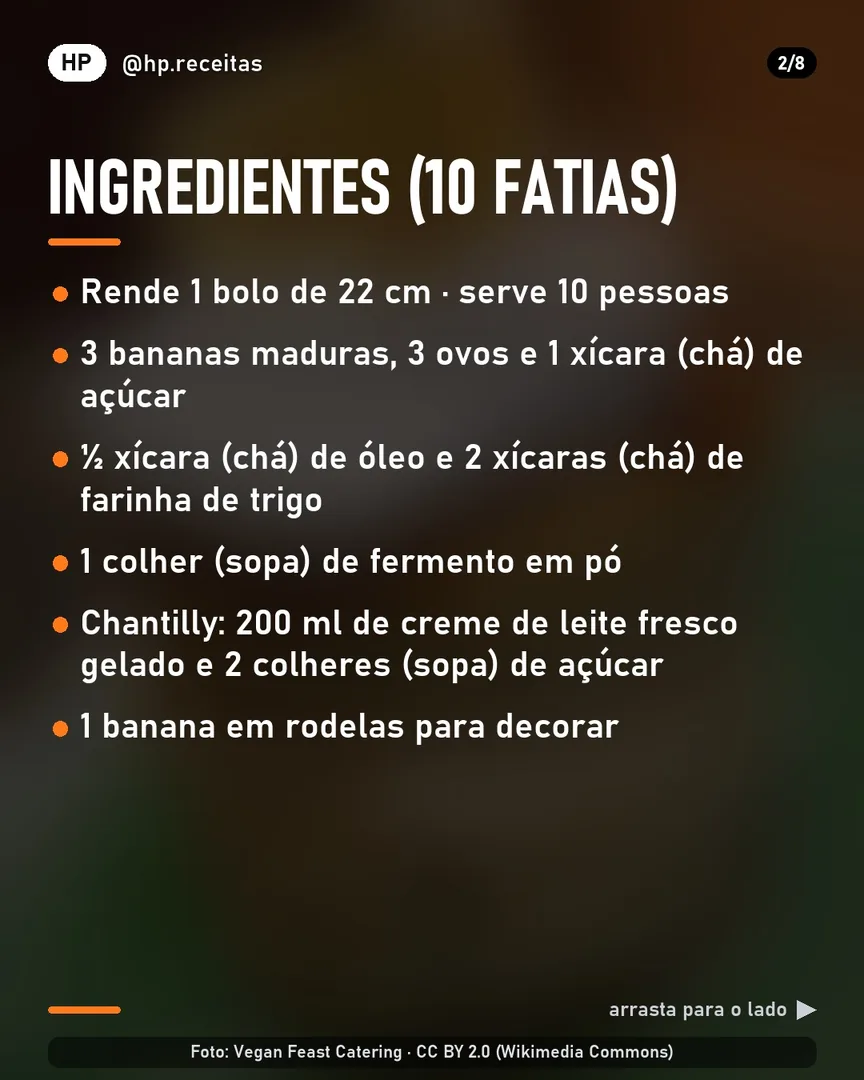 HP @hp.receitas 2/8
INGREDIENTES (10 FATIAS)
Rende 1 bolo de 22 cm · serve 10 pessoas
3 bananas maduras, 3 ovos e 1 xícara (chá) de
açúcar
½ xícara (chá) de óleo e 2 xícaras (chá) de
farinha de trigo
1 colher (sopa) de fermento em pó
Chantilly: 200 ml de creme de leite fresco
gelado e 2 colheres (sopa) de açúcar
1 banana em rodelas para decorar
arrasta para o lado ▶
Foto: Vegan Feast Catering · CC BY 2.0 (Wikimedia Commons)